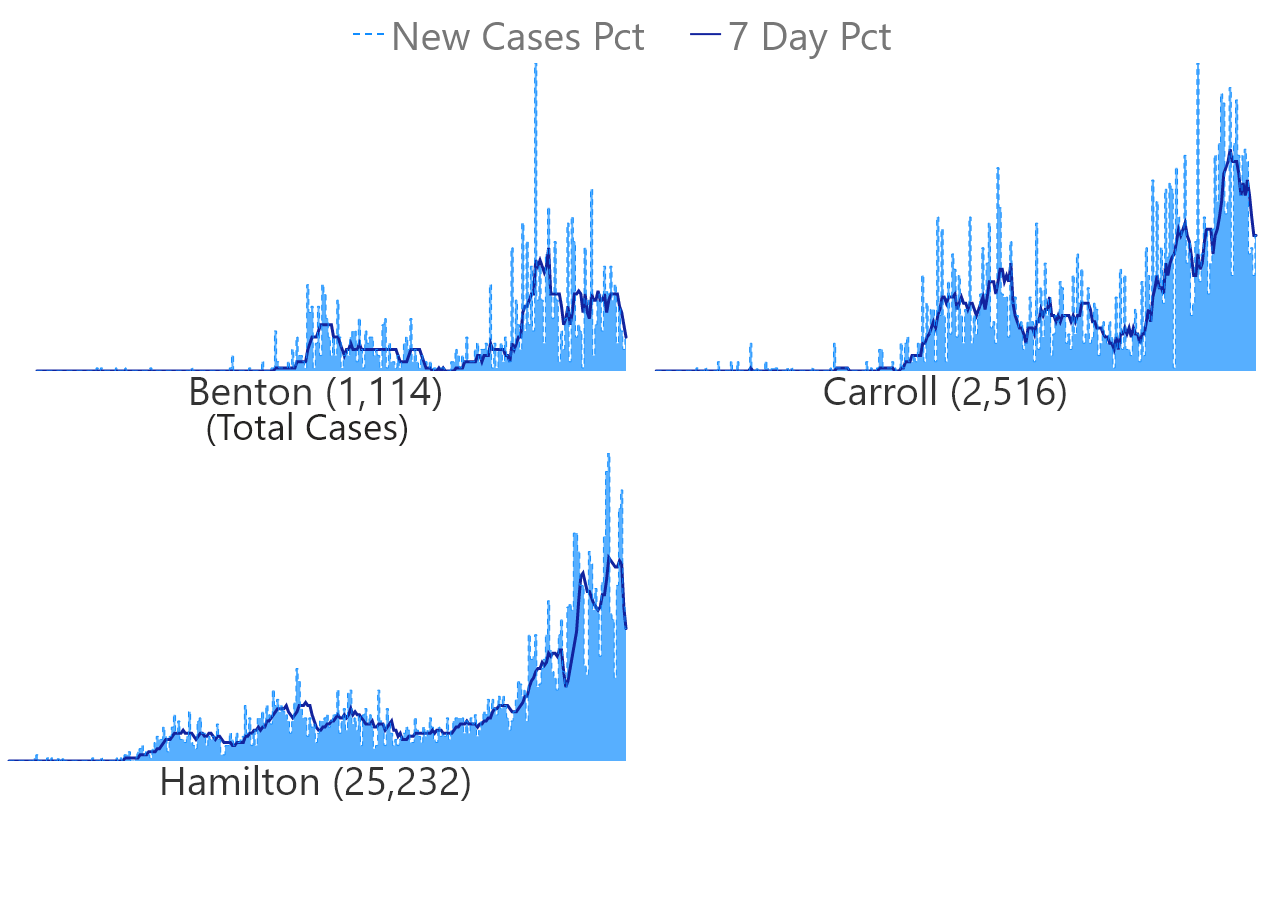 New Cases Pct 7 Day Pct
Benton (1,114)
(Total Cases)
Carroll (2,516)
Hamilton (25,232)